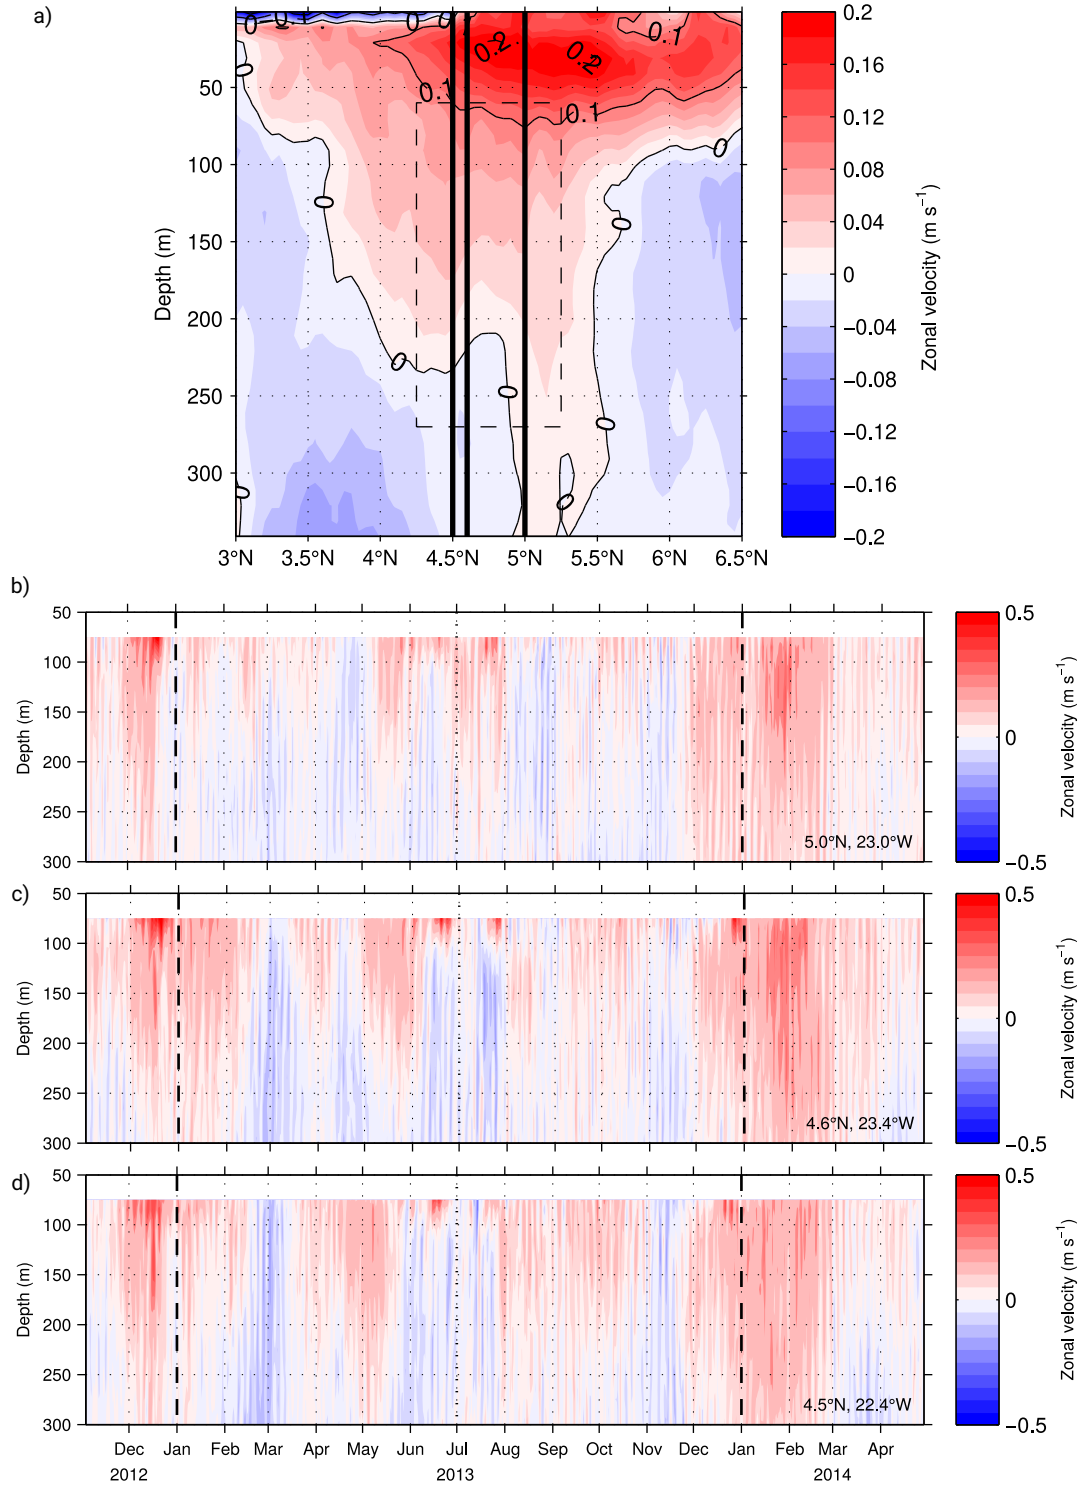 a)
0.2
0.16
0.12
0.08
0.04
0
−0.04
−0.08
−0.12
−0.16
−0.2
Zonal velocity (m s⁻¹)
50
100
150
200
250
300
Depth (m)
3°N
3.5°N
4°N
4.5°N
5°N
5.5°N
6°N
6.5°N
0
0
0
0
0.1
0.2
0.2
0.1
0.1
0
0
0
0
0
0
0
0
b)
50
100
150
200
250
300
Depth (m)
5.0°N, 23.0°W
0.5
0
−0.5
Zonal velocity (m s⁻¹)
c)
50
100
150
200
250
300
Depth (m)
4.6°N, 23.4°W
0.5
0
−0.5
Zonal velocity (m s⁻¹)
d)
50
100
150
200
250
300
Depth (m)
4.5°N, 22.4°W
0.5
0
−0.5
Zonal velocity (m s⁻¹)
Dec Jan Feb Mar Apr May Jun Jul Aug Sep Oct Nov Dec Jan Feb Mar Apr
2012 2013 2014